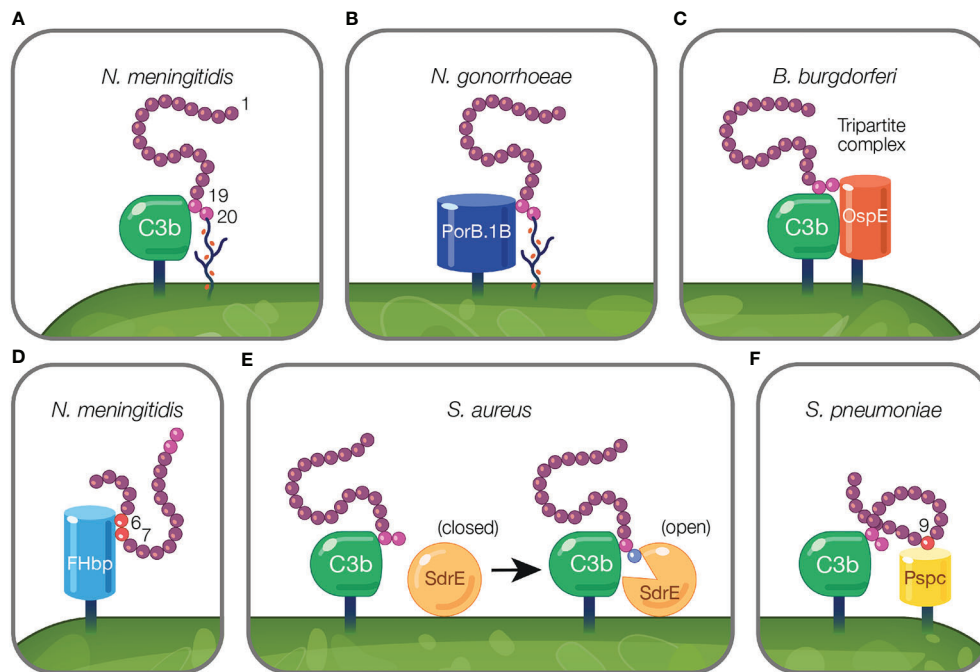 A
N. meningitidis
1
19
20
C3b
B
N. gonorrhoeae
PorB.1B
C
B. burgdorferi
Tripartite
complex
C3b
OspE
D
N. meningitidis
6
7
FHbp
E
S. aureus
(closed)
C3b
SdrE
(open)
C3b
SdrE
F
S. pneumoniae
9
C3b
Pspc